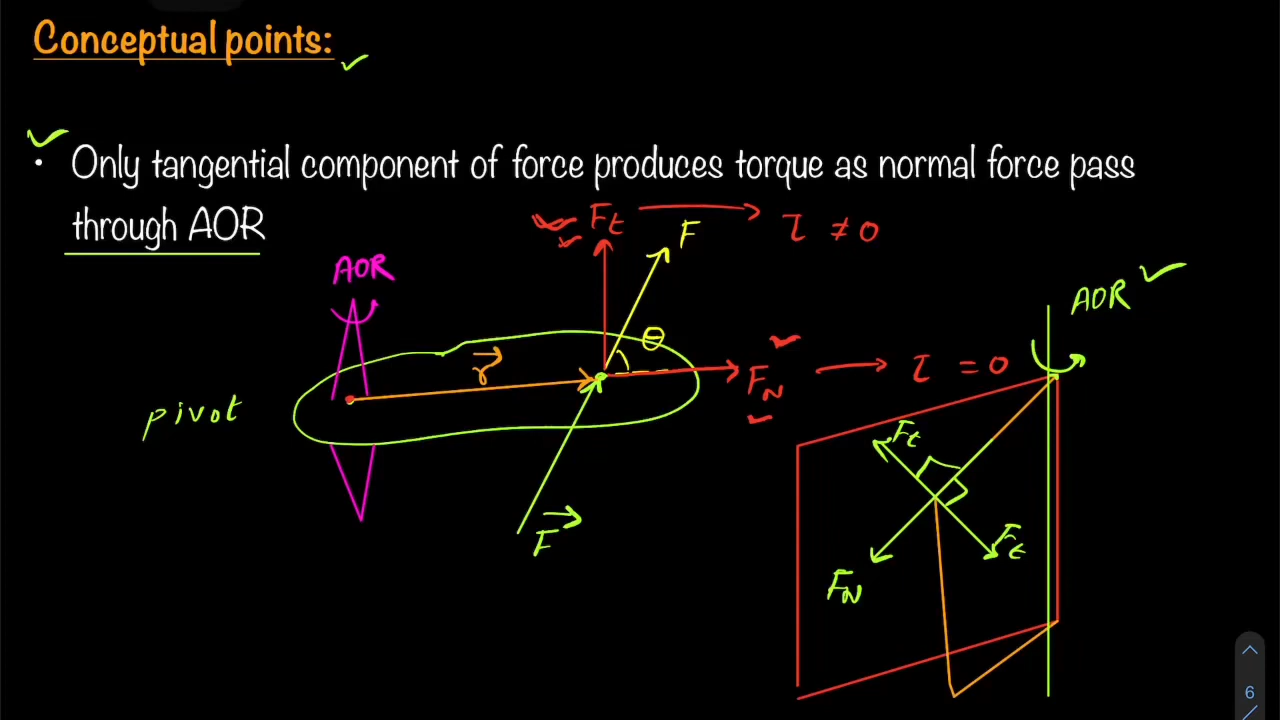 Conceptual points:
• Only tangential component of force produces torque as normal force pass
through AOR
Ft → τ ≠ 0
F
AOR
θ
AOR
r
FN → τ = 0
pivot
Ft
F
Ft
FN
6